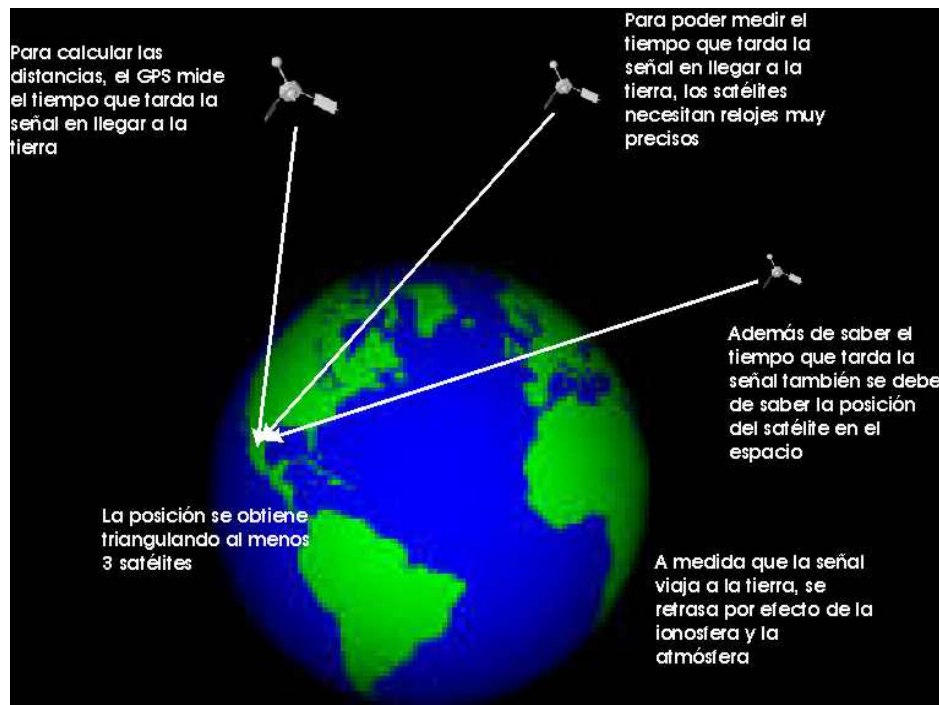 Para calcular las
distancias, el GPS mide
el tiempo que tarda la
señal en llegar a la
tierra
Para poder medir el
tiempo que tarda la
señal en llegar a la
tierra, los satélites
necesitan relojes muy
precisos
Además de saber el
tiempo que tarda la
señal también se debe
de saber la posición
del satélite en el
espacio
La posición se obtiene
triangulando al menos
3 satélites
A medida que la señal
viaja a la tierra, se
retrasa por efecto de la
ionosfera y la
atmósfera